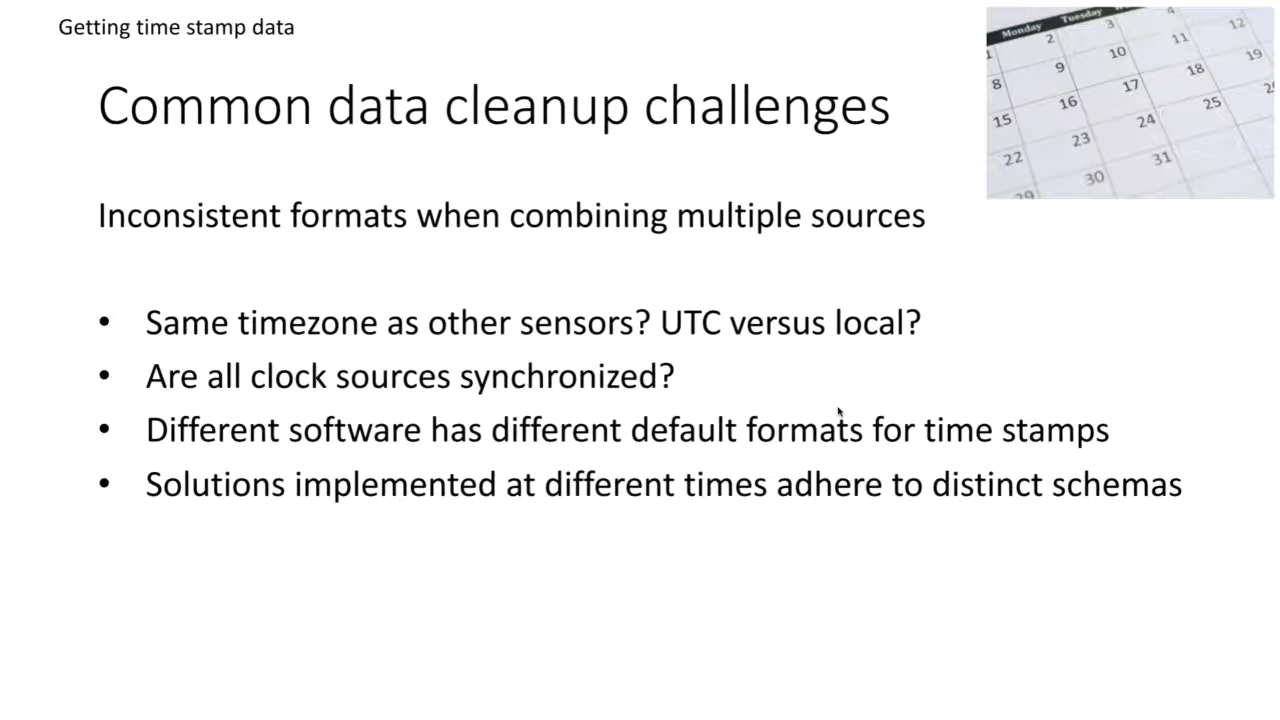 Getting time stamp data
Common data cleanup challenges
Inconsistent formats when combining multiple sources
• Same timezone as other sensors? UTC versus local?
• Are all clock sources synchronized?
• Different software has different default formats for time stamps
• Solutions implemented at different times adhere to distinct schemas
Monday Tuesday
1 2 3 4
8 9 10 11 12
15 16 17 18 19
22 23 24 25
29 30 31